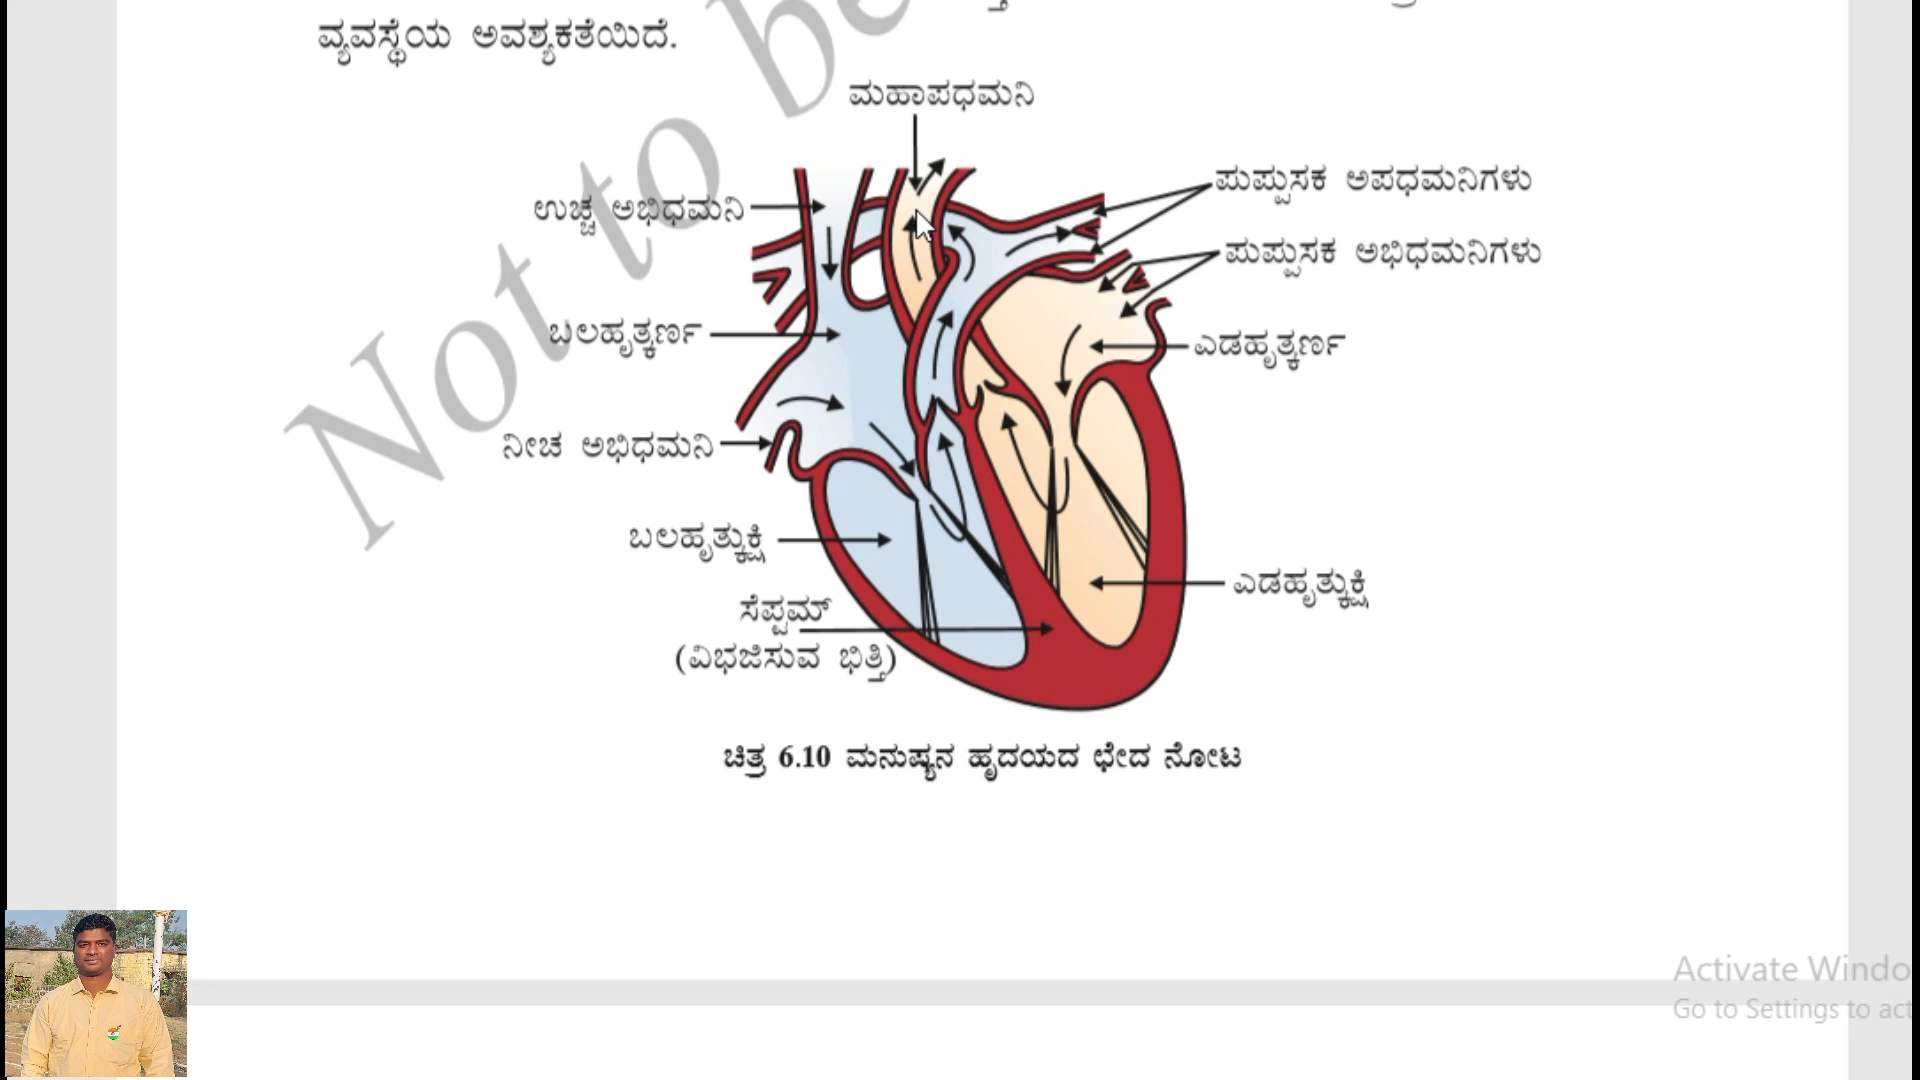 ವ್ಯವಸ್ಥೆಯ ಅವಶ್ಯಕತೆಯಿದೆ.
Not to be
ಮಹಾಪಧಮನಿ
ಪುಪ್ಪುಸಕ ಅಪಧಮನಿಗಳು
ಉಚ್ಚ ಅಭಿಧಮನಿ
ಪುಪ್ಪುಸಕ ಅಭಿಧಮನಿಗಳು
ಬಲಹೃತ್ಕರ್ಣ
ಎಡಹೃತ್ಕರ್ಣ
ನೀಚ ಅಭಿಧಮನಿ
ಬಲಹೃತ್ಕುಕ್ಷಿ
ಎಡಹೃತ್ಕುಕ್ಷಿ
ಸೆಪ್ಟಮ್
(ವಿಭಜಿಸುವ ಭಿತ್ತಿ)
ಚಿತ್ರ 6.10 ಮನುಷ್ಯನ ಹೃದಯದ ಛೇದ ನೋಟ
Activate Windo
Go to Settings to act